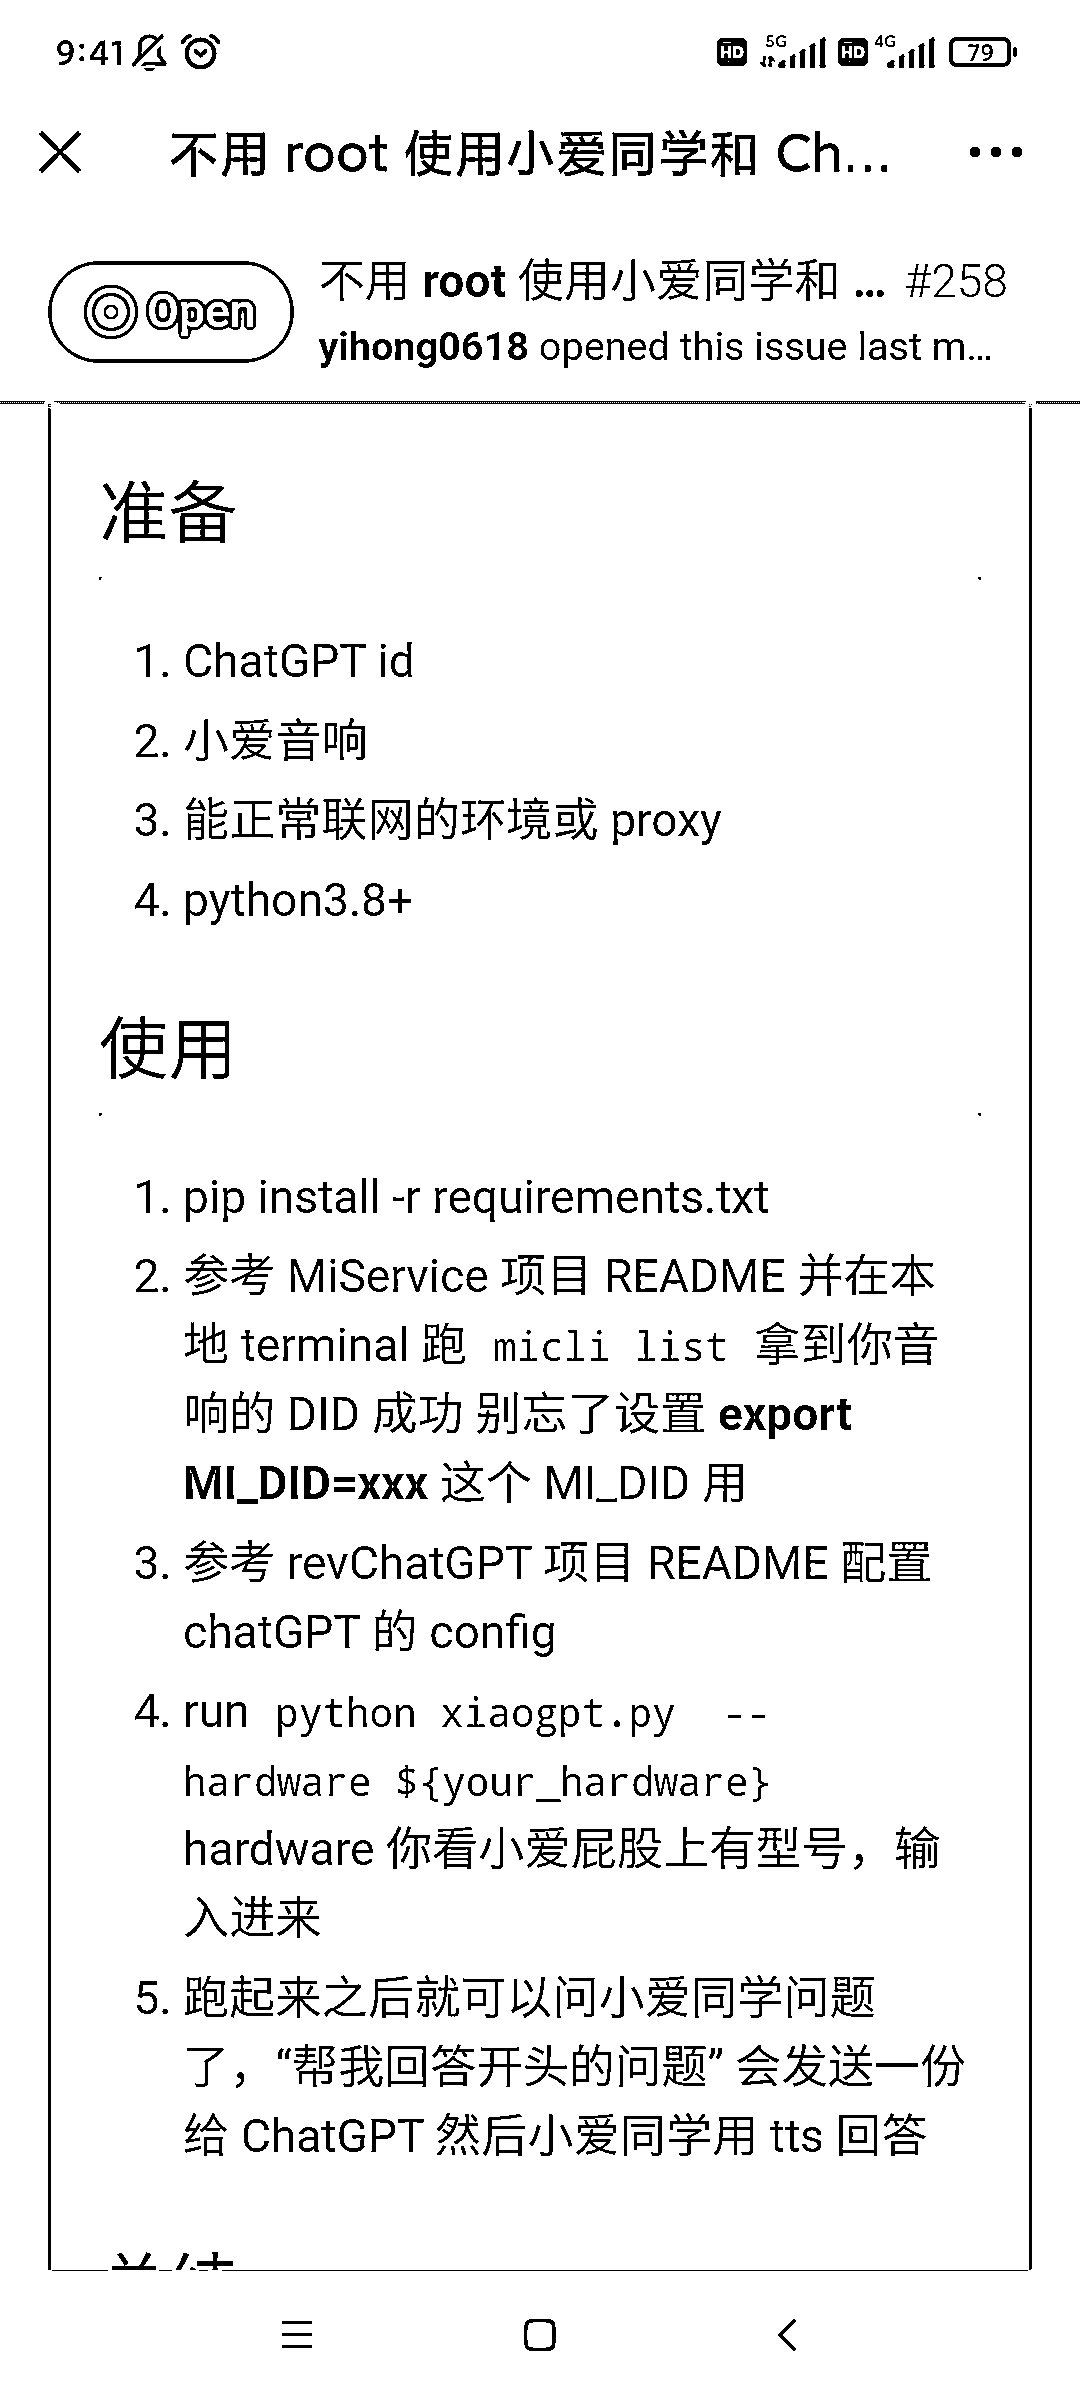 9:41 HD 5G HD 4G 79
不用 root 使用小爱同学和 Ch...
Open
不用 root 使用小爱同学和 ... #258
yihong0618 opened this issue last m...
准备
1. ChatGPT id
2. 小爱音响
3. 能正常联网的环境或 proxy
4. python3.8+
使用
1. pip install -r requirements.txt
2. 参考 MiService 项目 README 并在本
地 terminal 跑 micli list 拿到你音
响的 DID 成功 别忘了设置 export
MI_DID=xxx 这个 MI_DID 用
3. 参考 revChatGPT 项目 README 配置
chatGPT 的 config
4. run python xiaogpt.py --
hardware ${your_hardware}
hardware 你看小爱屁股上有型号，输
入进来
5. 跑起来之后就可以问小爱同学问题
了，“帮我回答开头的问题” 会发送一份
给 ChatGPT 然后小爱同学用 tts 回答